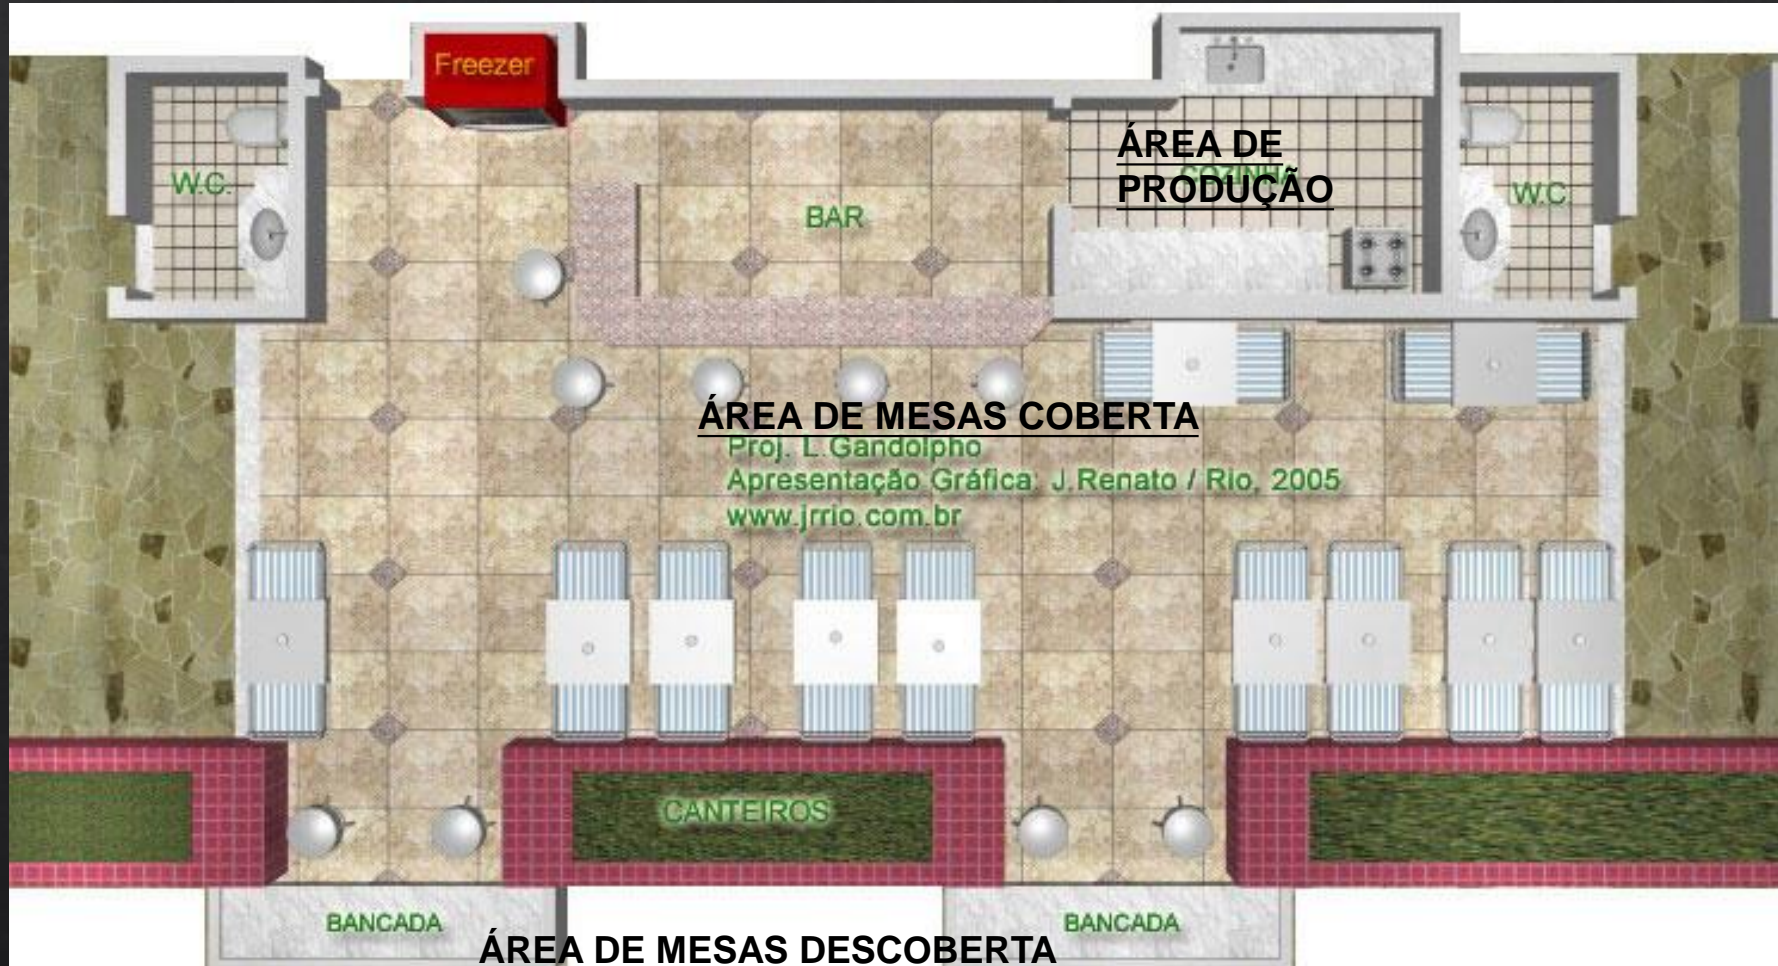 Freezer
W.C.
BAR
ÁREA DE
PRODUÇÃO
COZINHA
W.C.
ÁREA DE MESAS COBERTA
Proj. L.Gandolpho
Apresentação Gráfica: J.Renato / Rio, 2005
www.jrrio.com.br
CANTEIROS
BANCADA
BANCADA
ÁREA DE MESAS DESCOBERTA